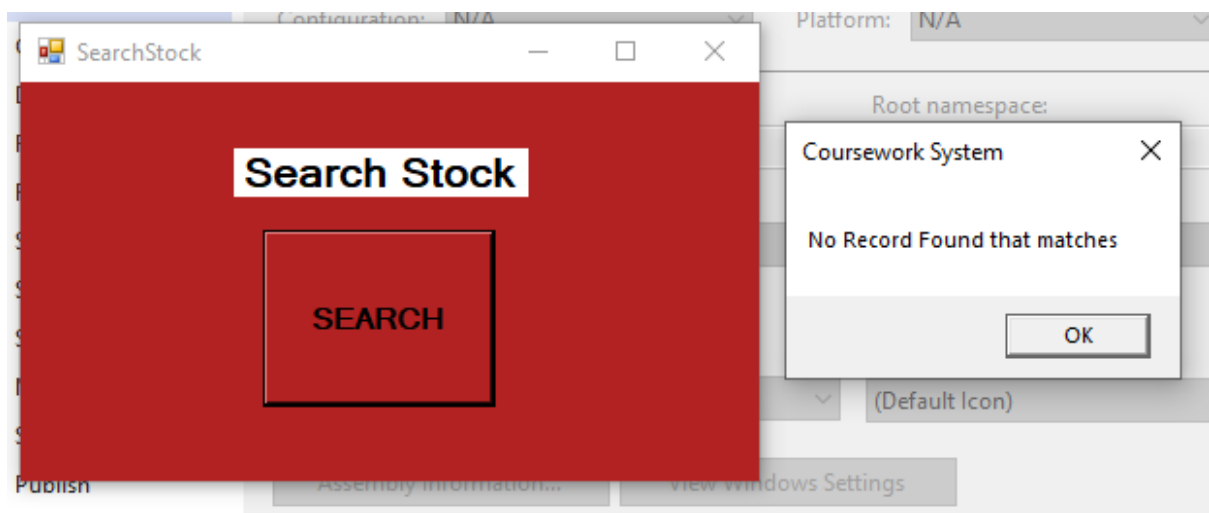 Configuration: N/A Platform: N/A
SearchStock
Root namespace:
Coursework System
Search Stock
No Record Found that matches
SEARCH
OK
(Default Icon)
Publish
Assembly Information... View Windows Settings